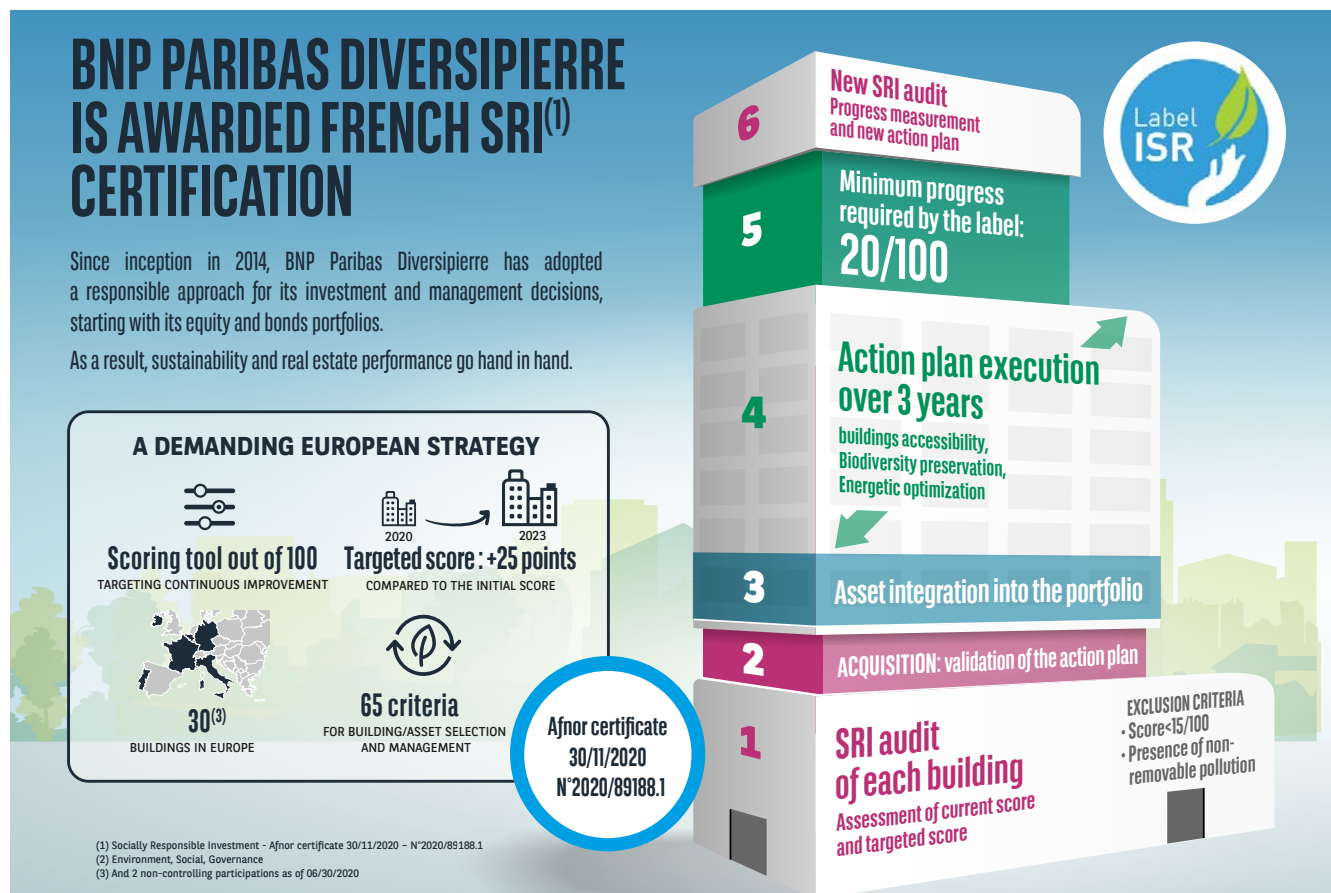 BNP PARIBAS DIVERSIPIERRE
IS AWARDED FRENCH SRI(1)
CERTIFICATION
Since inception in 2014, BNP Paribas Diversipierre has adopted
a responsible approach for its investment and management decisions,
starting with its equity and bonds portfolios.
As a result, sustainability and real estate performance go hand in hand.
A DEMANDING EUROPEAN STRATEGY
Scoring tool out of 100
TARGETING CONTINUOUS IMPROVEMENT
2020
2023
Targeted score : +25 points
COMPARED TO THE INITIAL SCORE
30(3)
BUILDINGS IN EUROPE
65 criteria
FOR BUILDING/ASSET SELECTION
AND MANAGEMENT
Afnor certificate
30/11/2020
N°2020/89188.1
(1) Socially Responsible Investment - Afnor certificate 30/11/2020 – N°2020/89188.1
(2) Environment, Social, Governance
(3) And 2 non-controlling participations as of 06/30/2020
Label
ISR
6
New SRI audit
Progress measurement
and new action plan
5
Minimum progress
required by the label:
20/100
4
Action plan execution
over 3 years
buildings accessibility,
Biodiversity preservation,
Energetic optimization
3
Asset integration into the portfolio
2
ACQUISITION: validation of the action plan
1
SRI audit
of each building
Assessment of current score
and targeted score
EXCLUSION CRITERIA
• Score<15/100
• Presence of non-
removable pollution